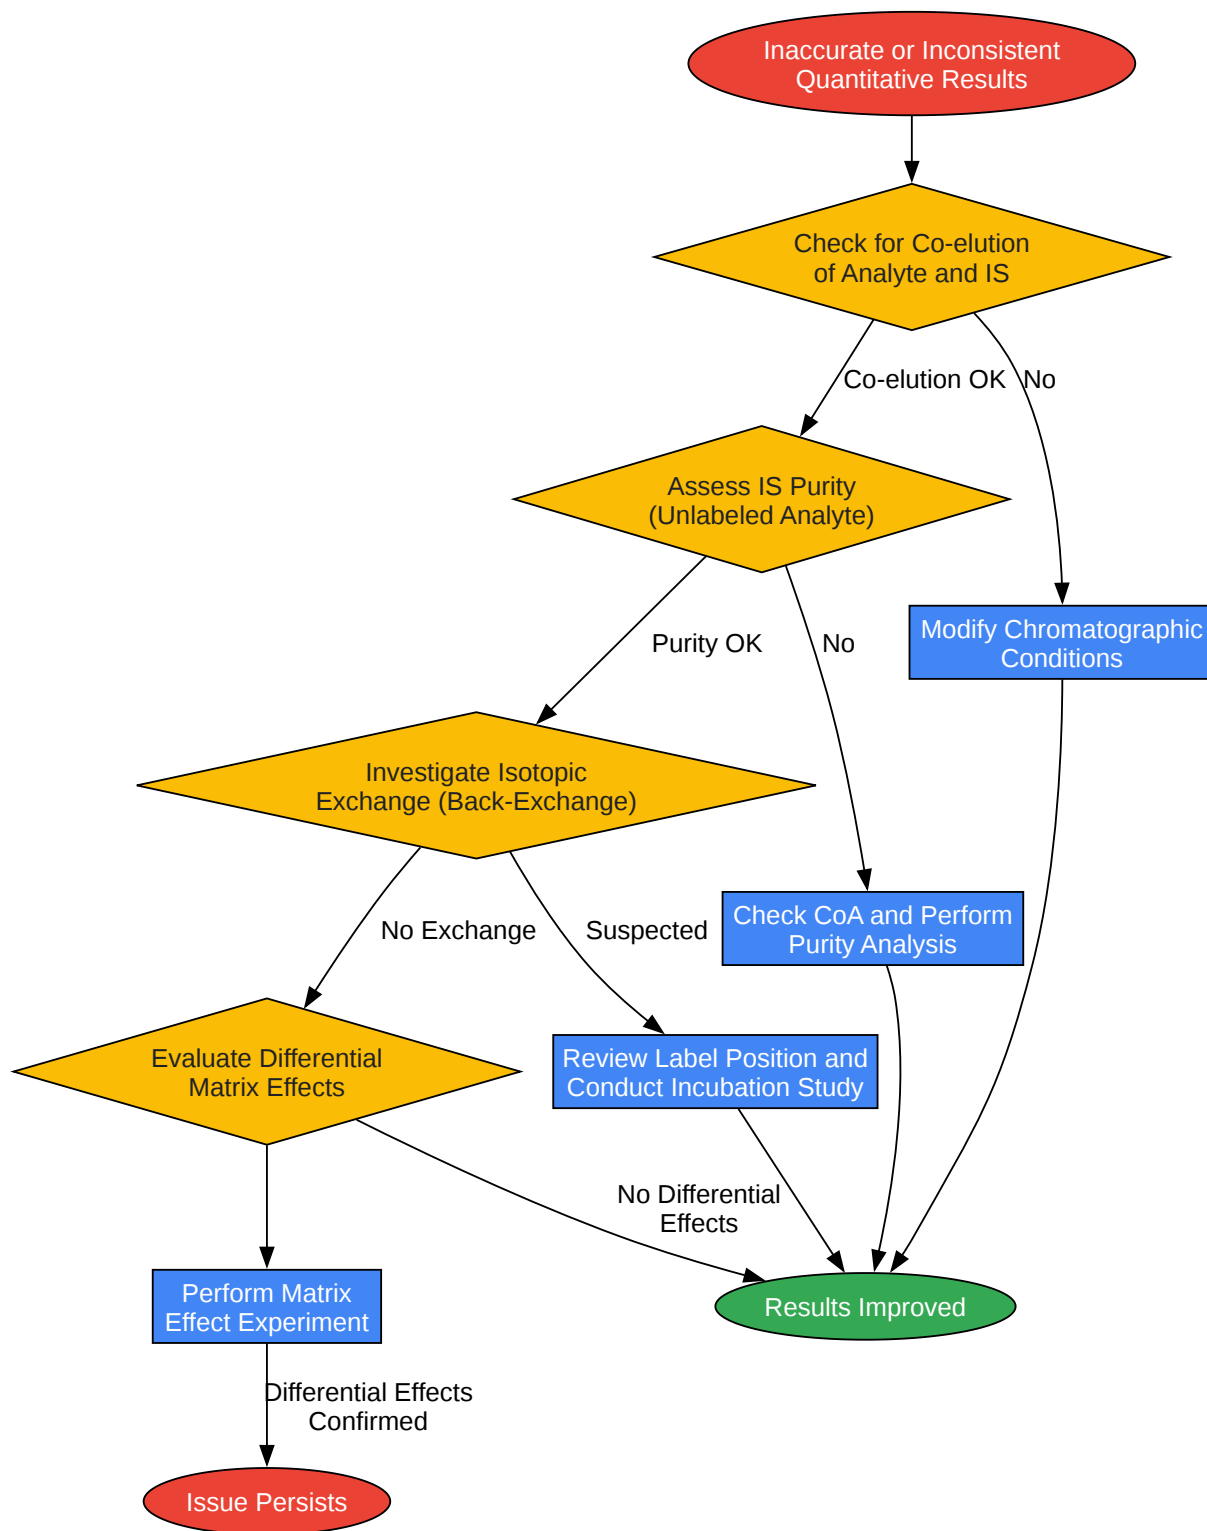 Inaccurate or Inconsistent
Quantitative Results
Check for Co-elution
of Analyte and IS
Co-elution OK
No
Assess IS Purity
(Unlabeled Analyte)
Purity OK
No
Modify Chromatographic
Conditions
Investigate Isotopic
Exchange (Back-Exchange)
No Exchange
Suspected
Check CoA and Perform
Purity Analysis
Evaluate Differential
Matrix Effects
Review Label Position and
Conduct Incubation Study
No Differential
Effects
Perform Matrix
Effect Experiment
Results Improved
Differential Effects
Confirmed
Issue Persists